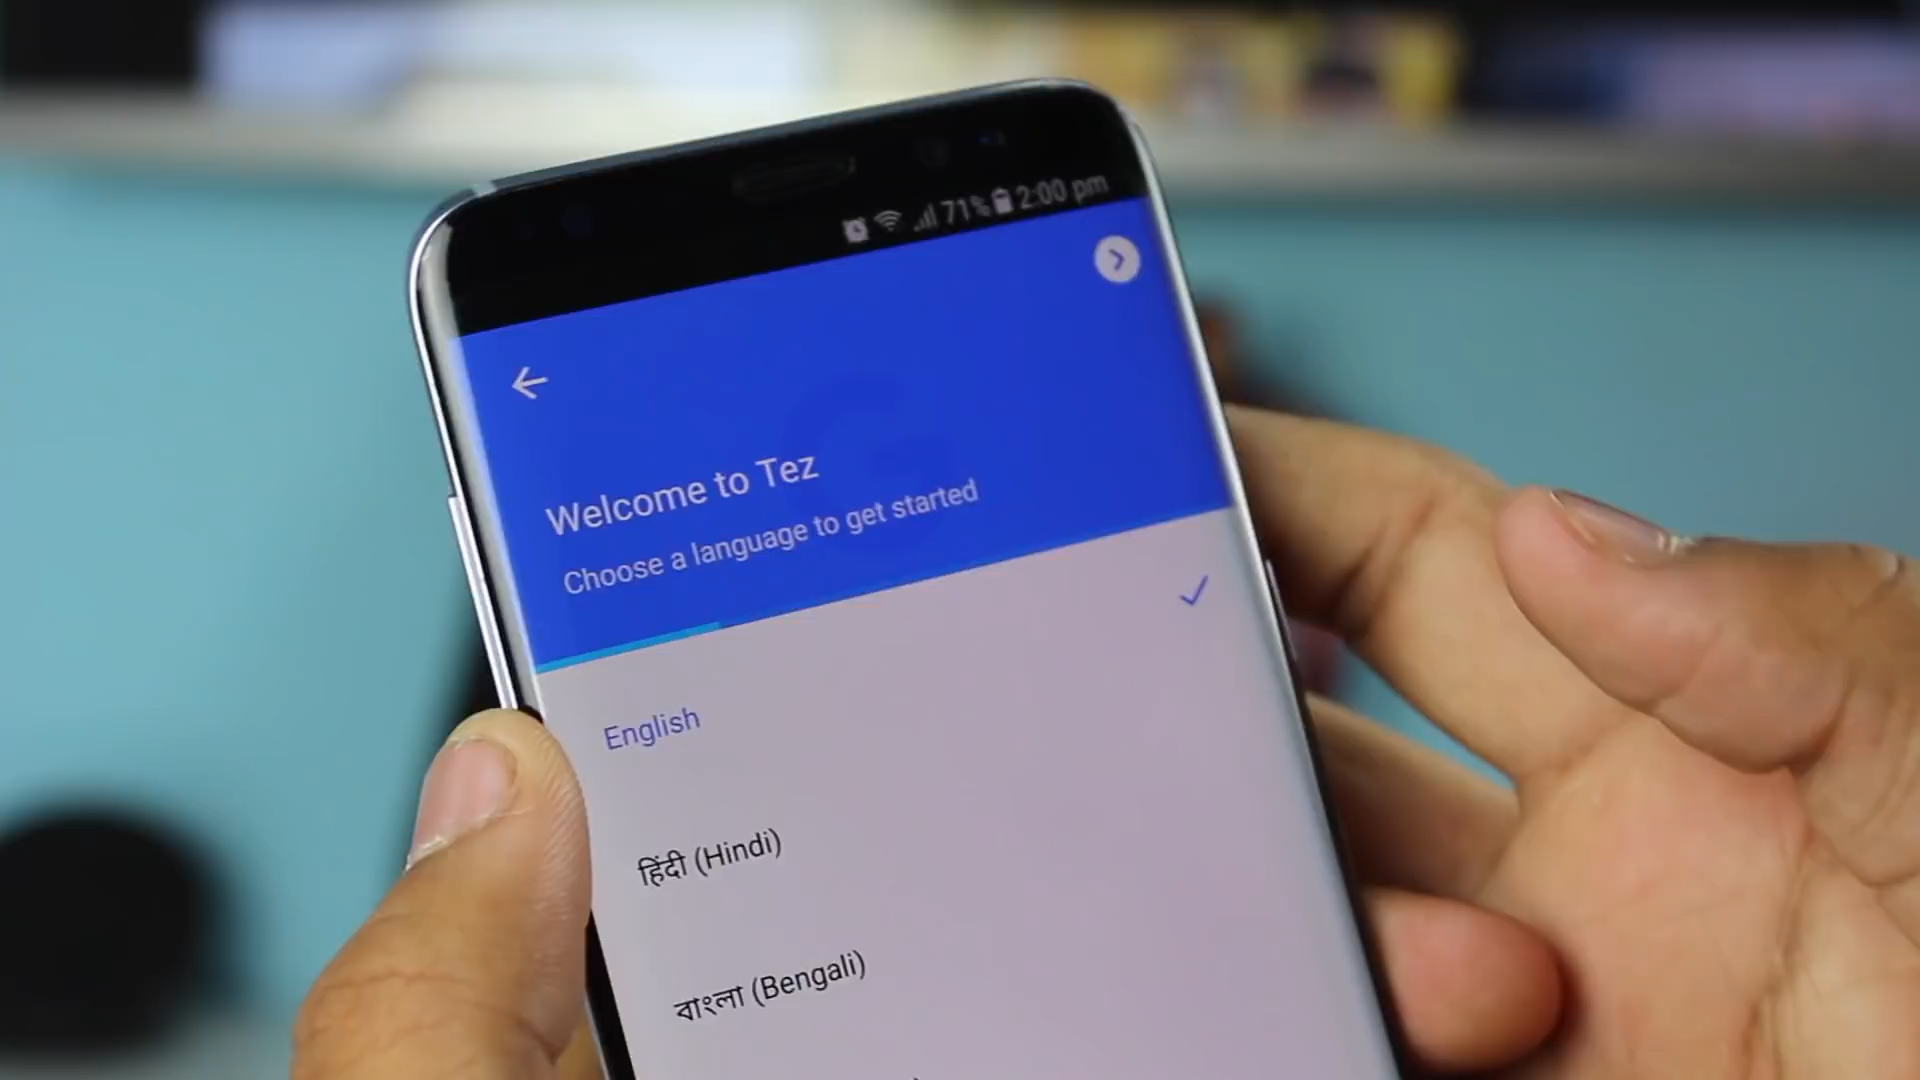 71% 2:00 pm
Welcome to Tez
Choose a language to get started
English
हिंदी (Hindi)
বাংলা (Bengali)